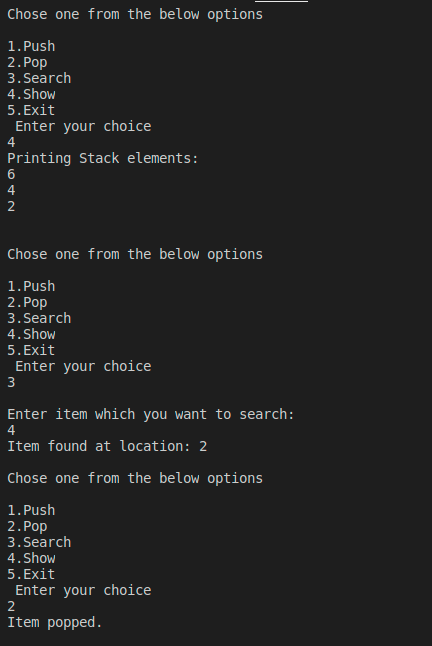 Chose one from the below options
1.Push
2.Pop
3.Search
4.Show
5.Exit
Enter your choice
4
Printing Stack elements:
6
4
2
Chose one from the below options
1.Push
2.Pop
3.Search
4.Show
5.Exit
Enter your choice
3
Enter item which you want to search:
4
Item found at location: 2
Chose one from the below options
1.Push
2.Pop
3.Search
4.Show
5.Exit
Enter your choice
2
Item popped.